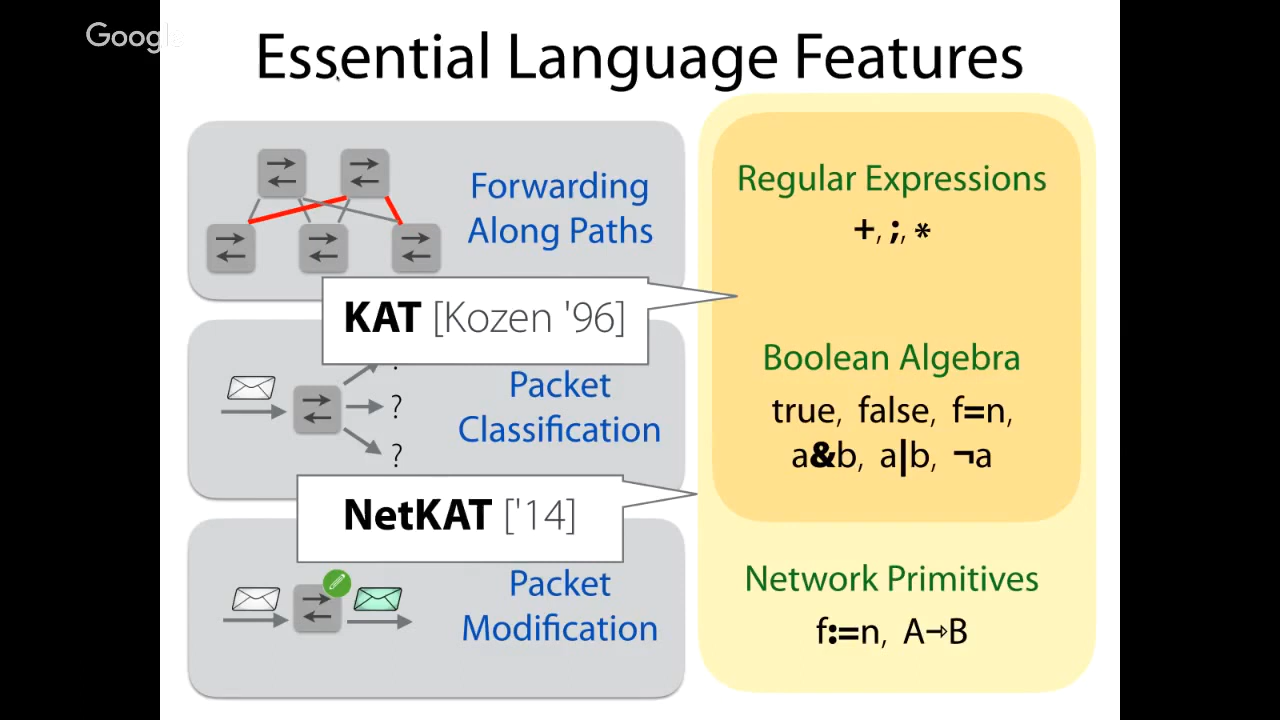 Google
Essential Language Features
Forwarding
Along Paths
Regular Expressions
+, ;, *
KAT [Kozen '96]
Packet
Classification
?
?
Boolean Algebra
true, false, f=n,
a&b, a|b, ¬a
NetKAT ['14]
Packet
Modification
Network Primitives
f:=n, A⇾B